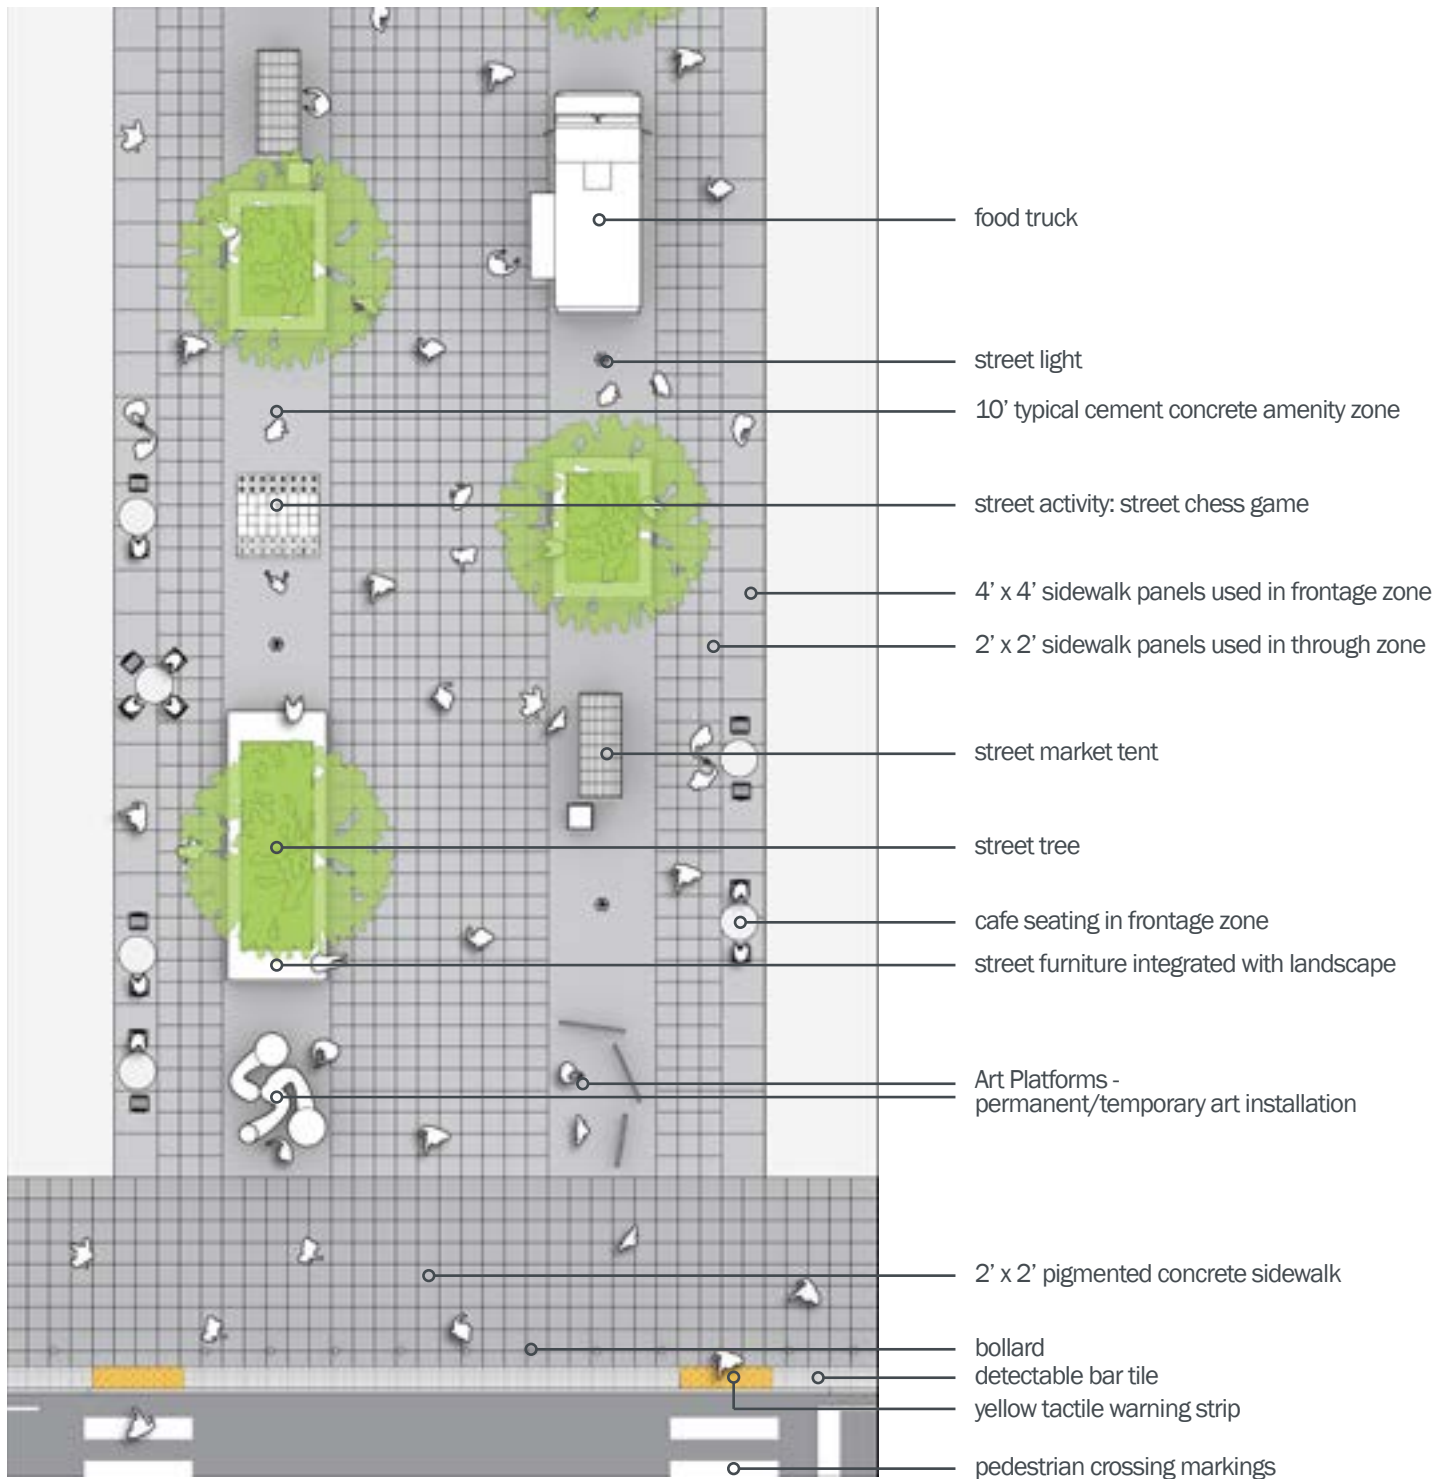 food truck
street light
10’ typical cement concrete amenity zone
street activity: street chess game
4’ x 4’ sidewalk panels used in frontage zone
2’ x 2’ sidewalk panels used in through zone
street market tent
street tree
cafe seating in frontage zone
street furniture integrated with landscape
Art Platforms -
permanent/temporary art installation
2’ x 2’ pigmented concrete sidewalk
bollard
detectable bar tile
yellow tactile warning strip
pedestrian crossing markings